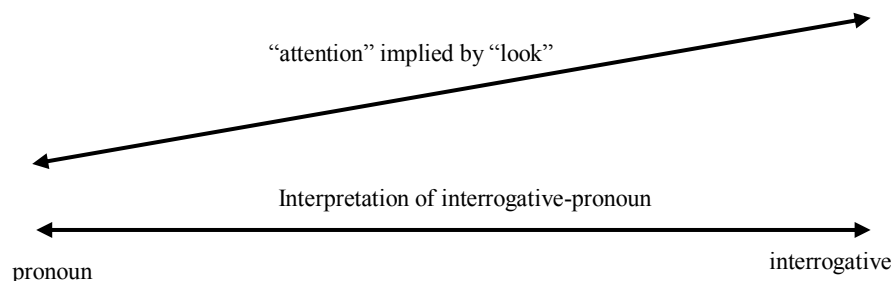 “attention” implied by “look”
Interpretation of interrogative-pronoun
pronoun
interrogative